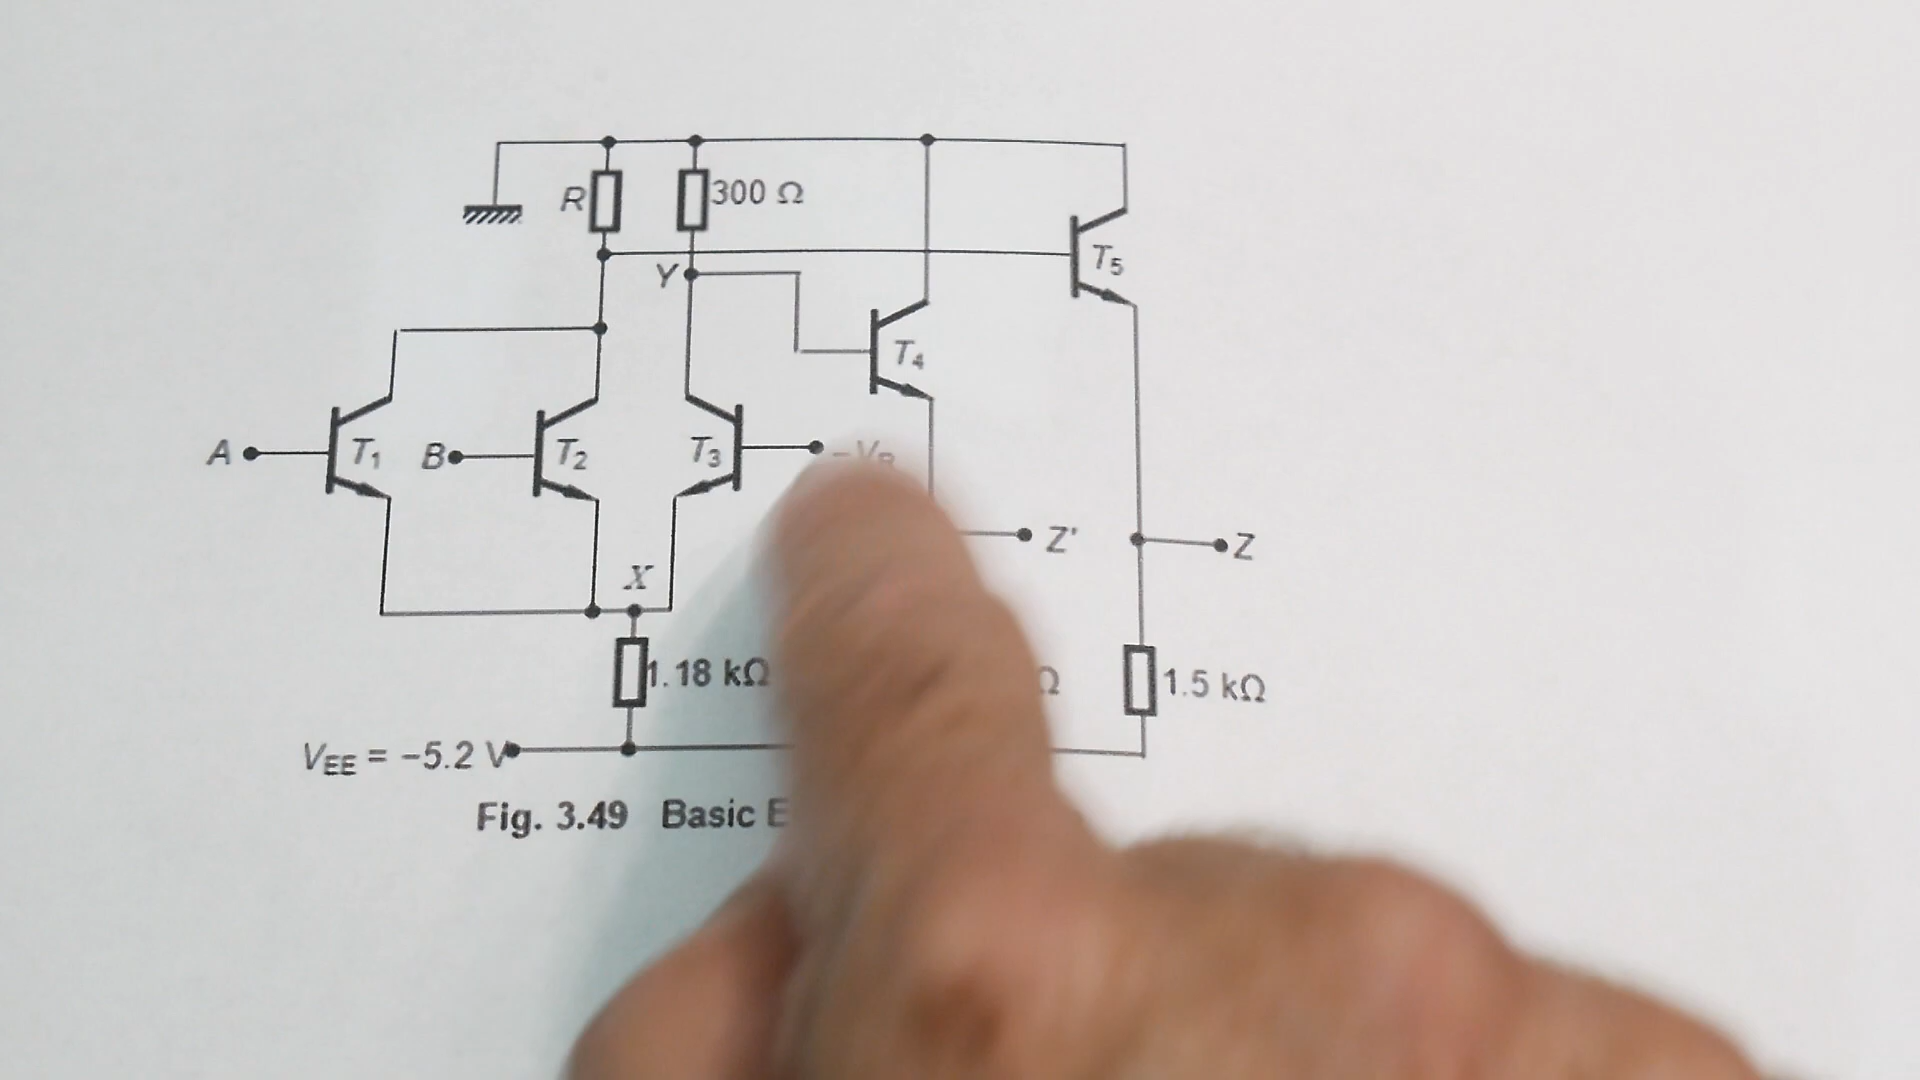 R
300 Ω
T5
Y
T4
A
T1
B
T2
T3
Z'
Z
X
1.18 kΩ
Ω
1.5 kΩ
VEE = −5.2 V
Fig. 3.49 Basic